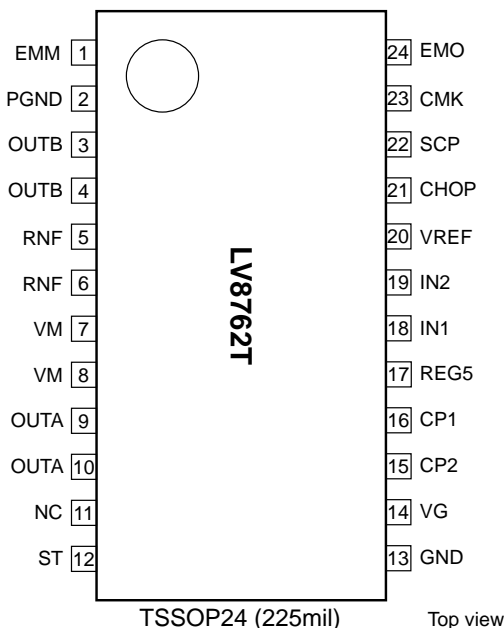 EMM 1
PGND 2
OUTB 3
OUTB 4
RNF 5
RNF 6
VM 7
VM 8
OUTA 9
OUTA 10
NC 11
ST 12
LV8762T
24 EMO
23 CMK
22 SCP
21 CHOP
20 VREF
19 IN2
18 IN1
17 REG5
16 CP1
15 CP2
14 VG
13 GND
TSSOP24 (225mil)
Top view